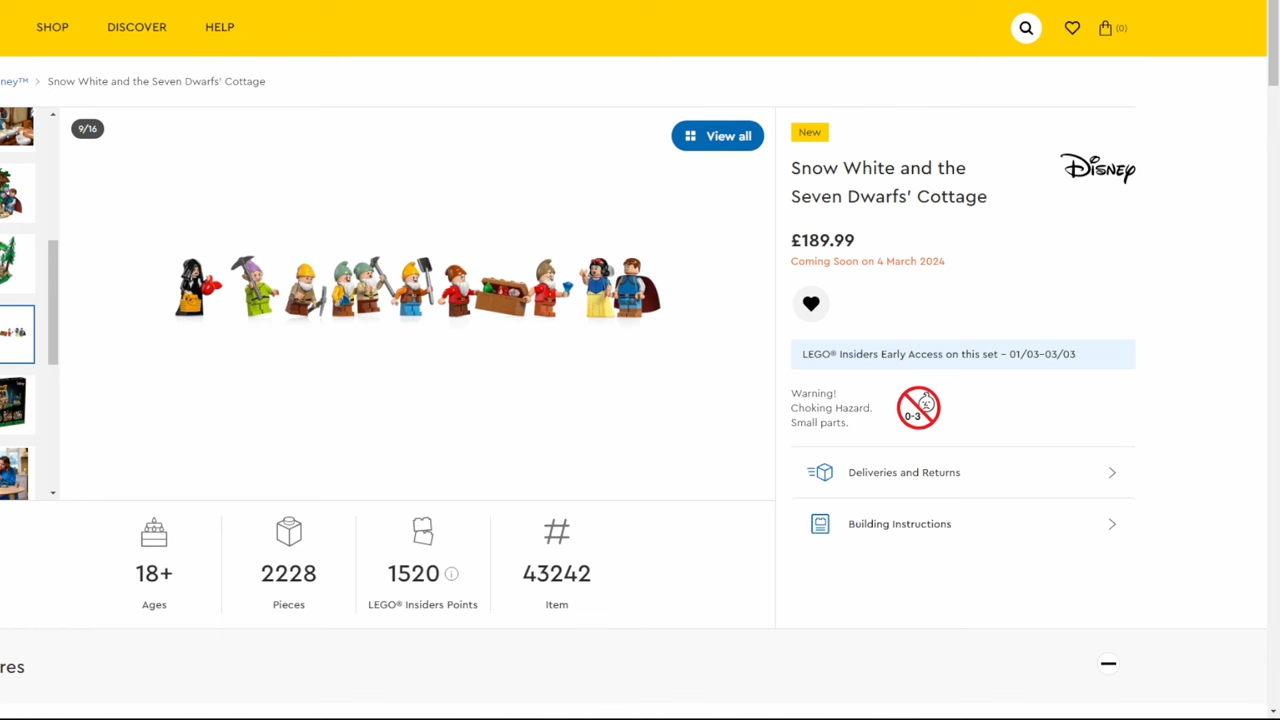 SHOP
DISCOVER
HELP
(0)
ney™ > Snow White and the Seven Dwarfs' Cottage
9/16
View all
New
Snow White and the
Seven Dwarfs' Cottage
Disney
£189.99
Coming Soon on 4 March 2024
LEGO® Insiders Early Access on this set – 01/03–03/03
Warning!
Choking Hazard.
Small parts.
0-3
Deliveries and Returns
Building Instructions
18+
Ages
2228
Pieces
1520
LEGO® Insiders Points
#
43242
Item
res